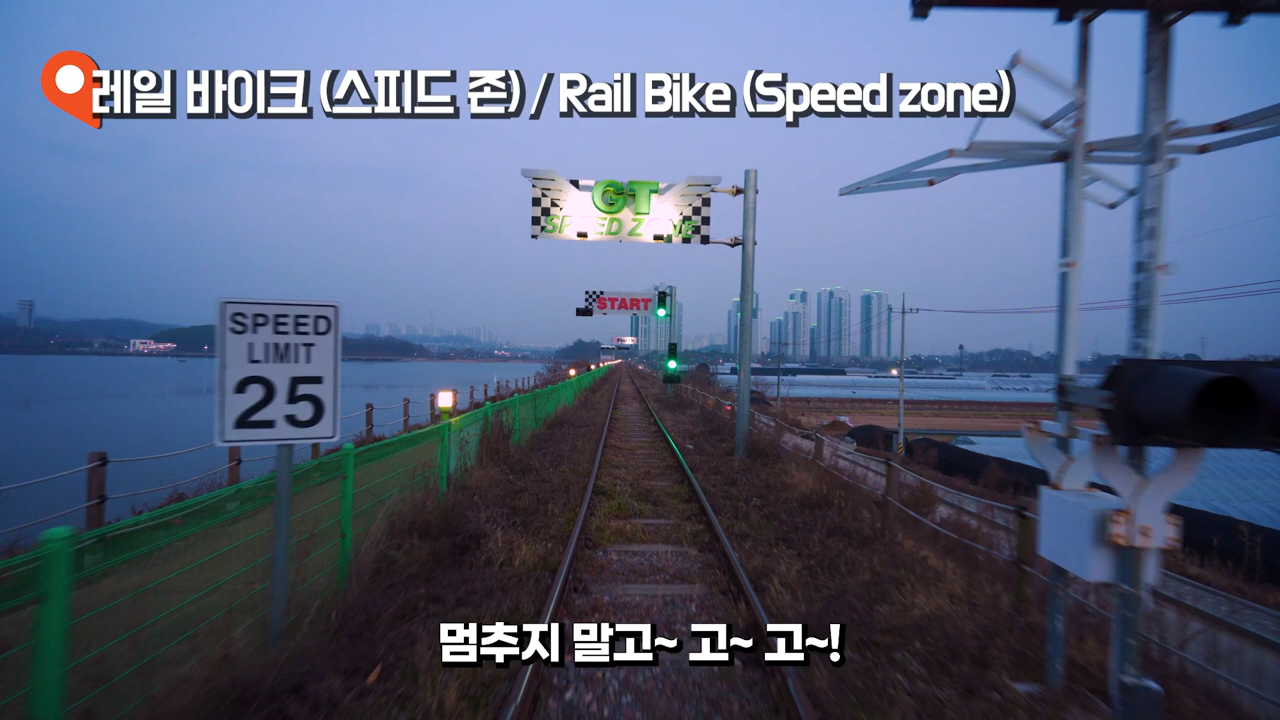 레일 바이크 (스피드 존) / Rail Bike (Speed zone)
GT
SPEED ZONE
START
SPEED
LIMIT
25
멈추지 말고~ 고~ 고~!